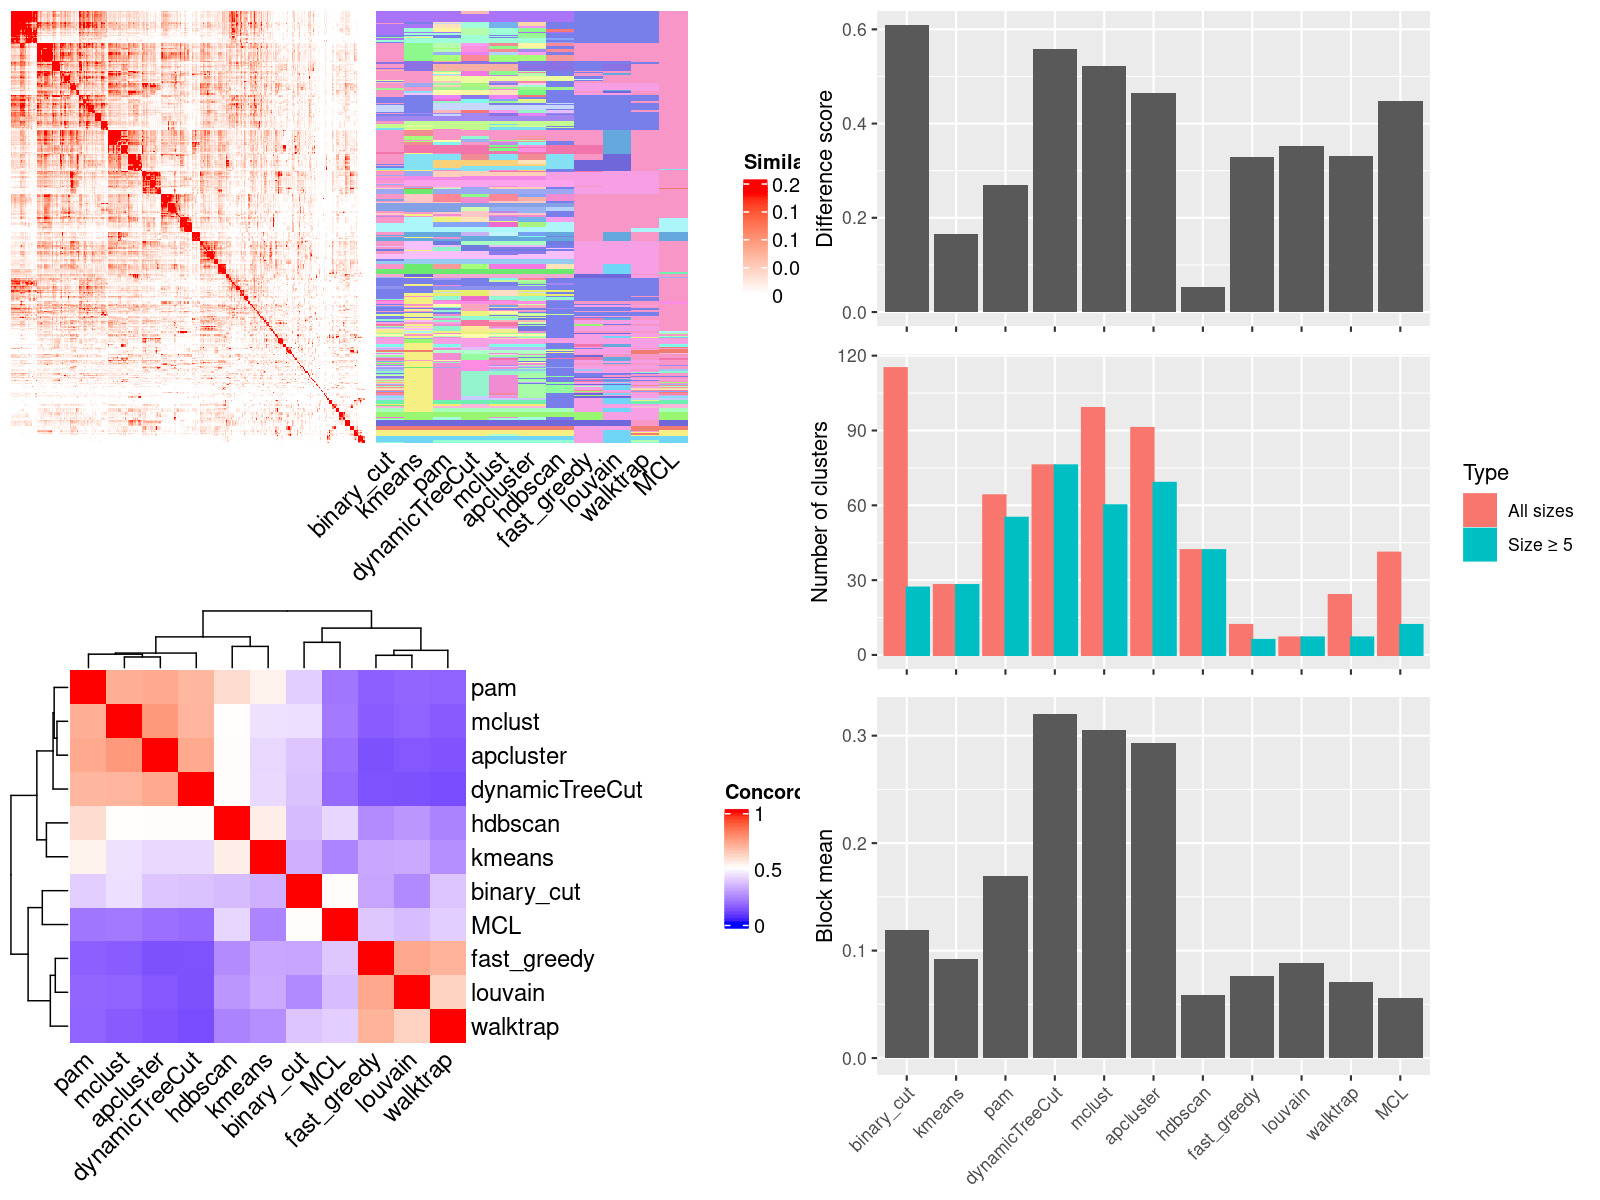 Simila
0.2
0.1
0.1
0.0
0
binary_cut
kmeans
pam
dynamicTreeCut
mclust
apcluster
hdbscan
fast_greedy
louvain
walktrap
MCL
pam
mclust
apcluster
dynamicTreeCut
hdbscan
kmeans
binary_cut
MCL
fast_greedy
louvain
walktrap
Concord
1
0.5
0
pam
mclust
apcluster
dynamicTreeCut
hdbscan
kmeans
binary_cut
MCL
fast_greedy
louvain
walktrap
Difference score
0.6
0.4
0.2
0.0
Number of clusters
120
90
60
30
0
Type
All sizes
Size ≥ 5
Block mean
0.3
0.2
0.1
0.0
binary_cut
kmeans
pam
dynamicTreeCut
mclust
apcluster
hdbscan
fast_greedy
louvain
walktrap
MCL